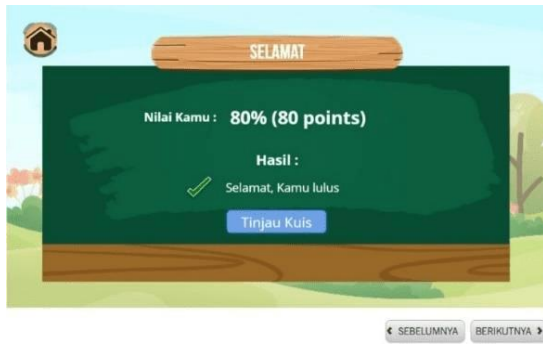 SELAMAT
Nilai Kamu : 80% (80 points)
Hasil :
Selamat, Kamu lulus
Tinjau Kuis
SEBELUMNYA BERIKUTNYA